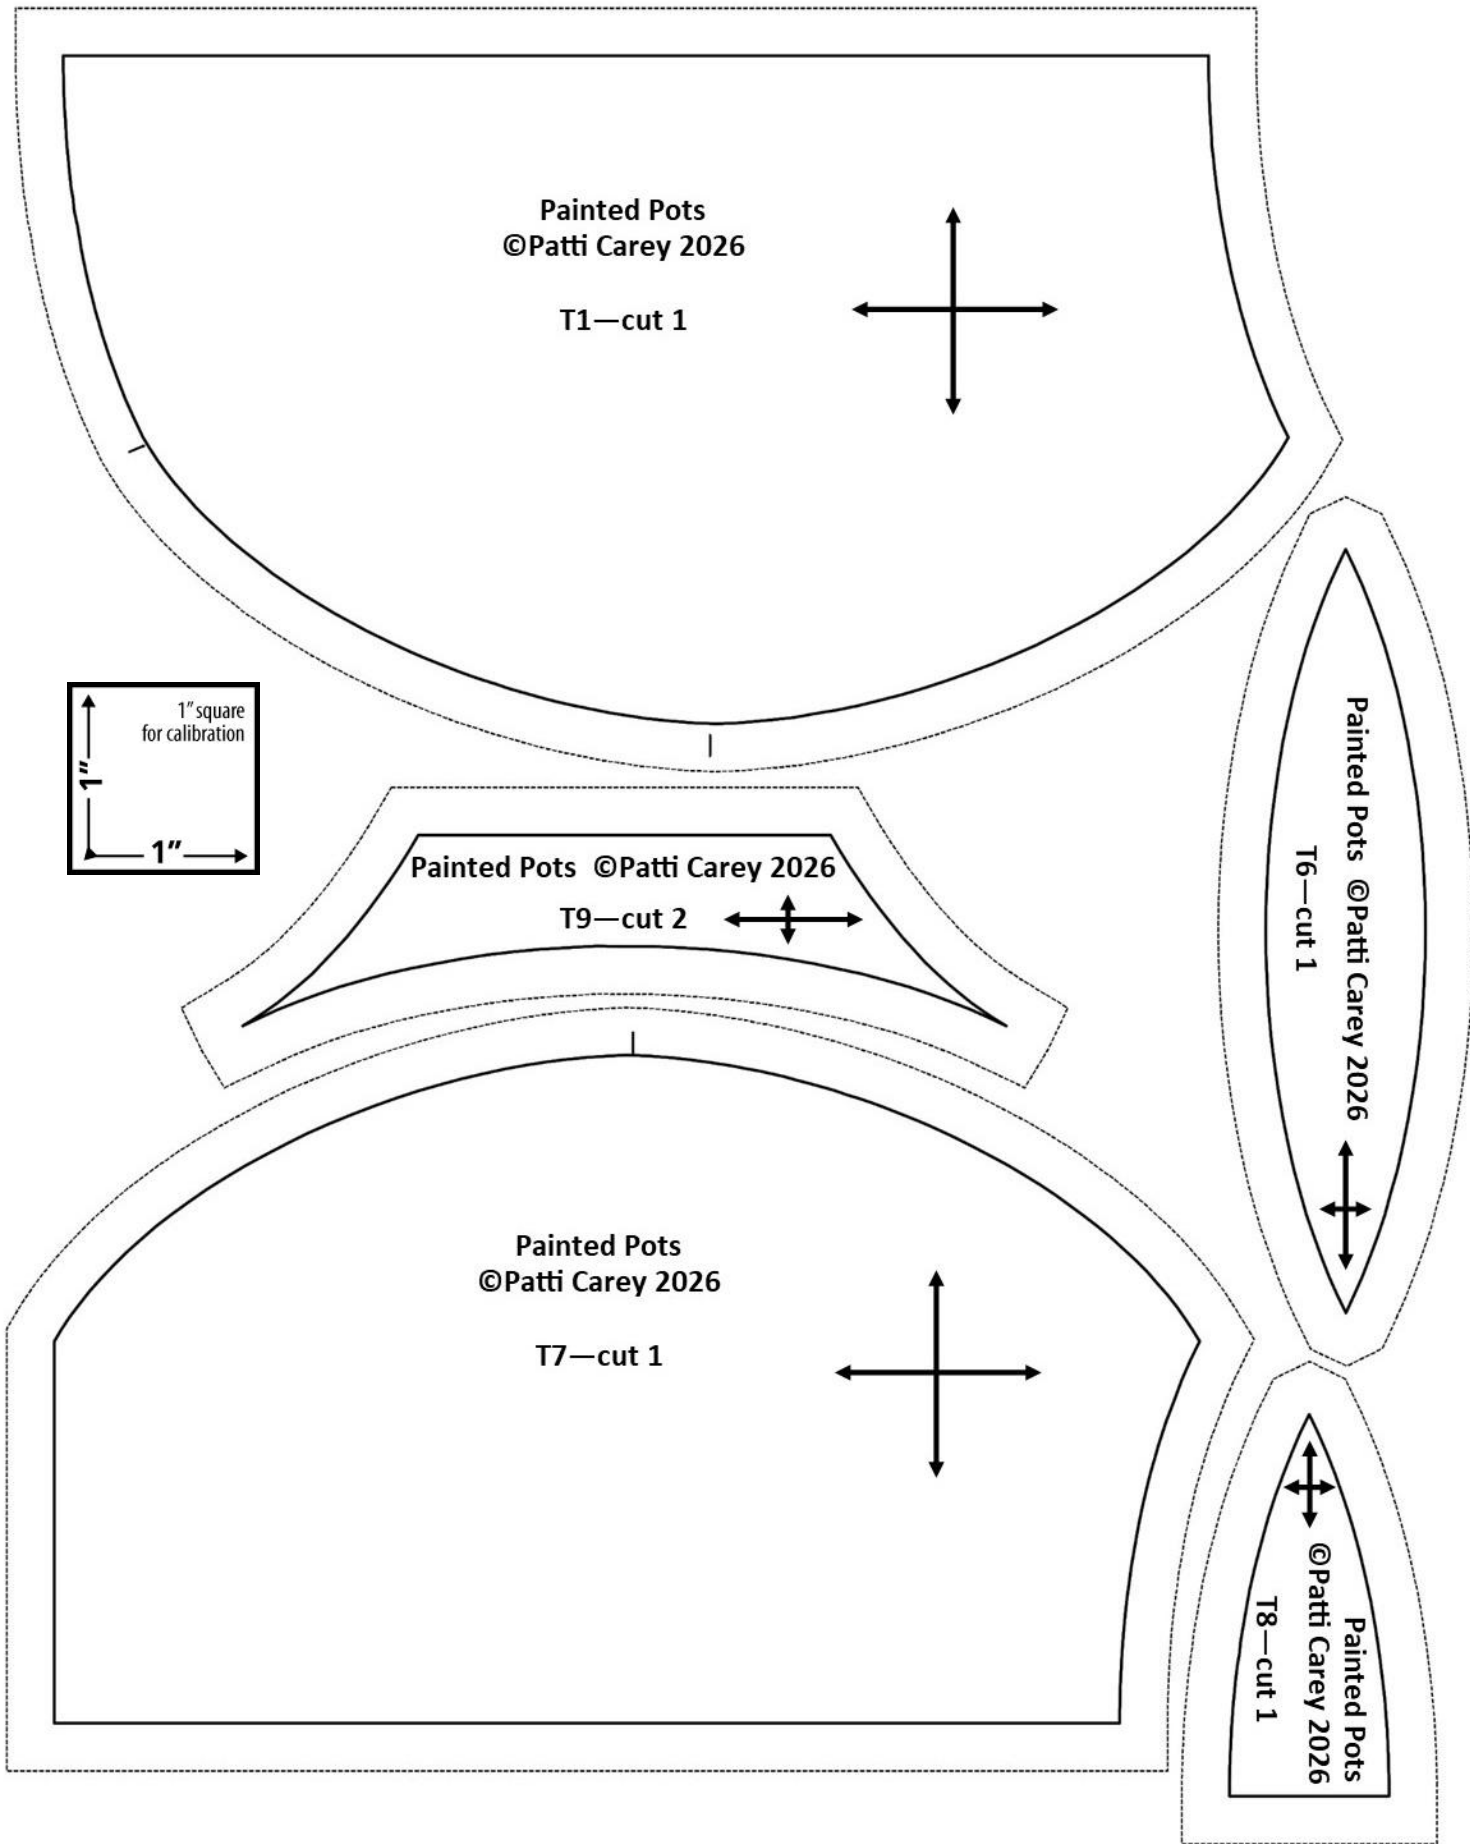 Painted Pots
©Patti Carey 2026
T1—cut 1
1” square
for calibration
1”
1”
Painted Pots ©Patti Carey 2026
T9—cut 2
Painted Pots ©Patti Carey 2026
T6—cut 1
Painted Pots
©Patti Carey 2026
T7—cut 1
Painted Pots
©Patti Carey 2026
T8—cut 1